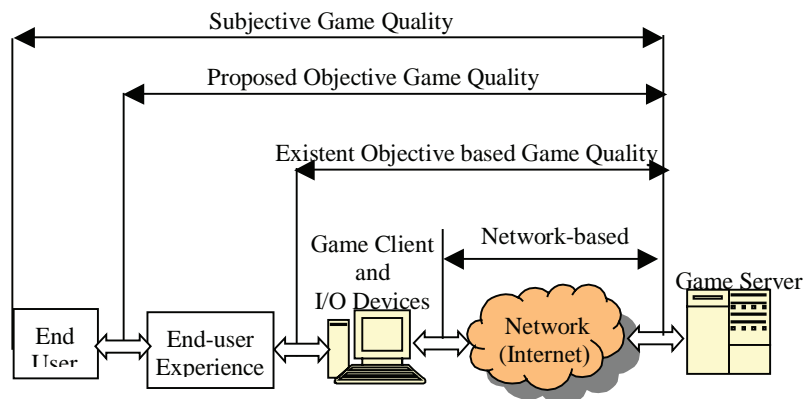 Subjective Game Quality
Proposed Objective Game Quality
Existent Objective based Game Quality
Network-based
Game Client
and
I/O Devices
Game Server
End
User
End-user
Experience
Network
(Internet)